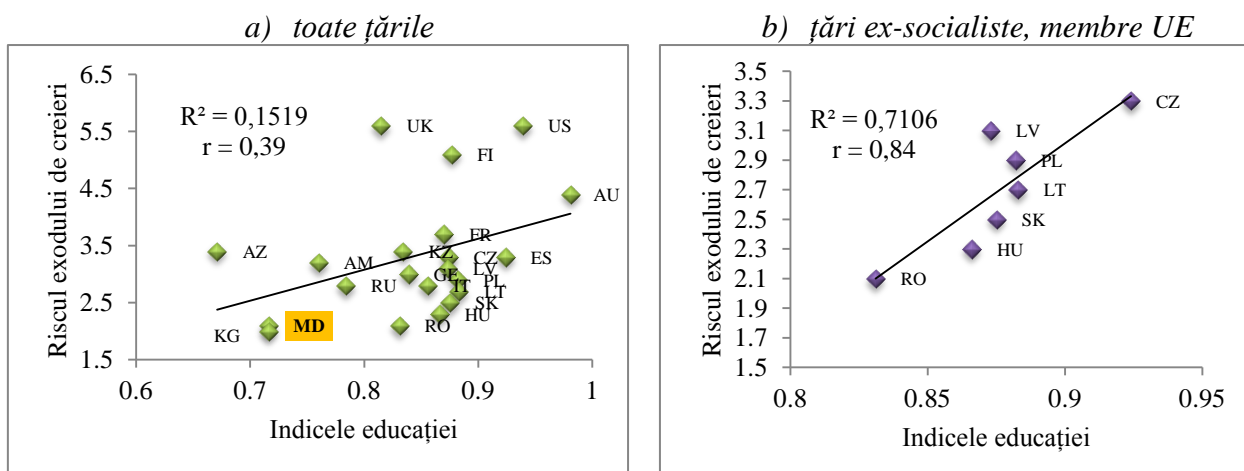 a) toate țările
6.5
5.5
4.5
3.5
2.5
1.5
Riscul exodului de creieri
R² = 0,1519
r = 0,39
UK
US
FI
AU
FR
AZ
KZ
CZ
ES
AM
LV
GE
PL
RU
IT
LT
SK
HU
MD
RO
KG
0.6 0.7 0.8 0.9 1
Indicele educației
b) țări ex-socialiste, membre UE
3.5
3.3
3.1
2.9
2.7
2.5
2.3
2.1
1.9
1.7
1.5
Riscul exodului de creieri
R² = 0,7106
r = 0,84
CZ
LV
PL
LT
SK
HU
RO
0.8 0.85 0.9 0.95
Indicele educației